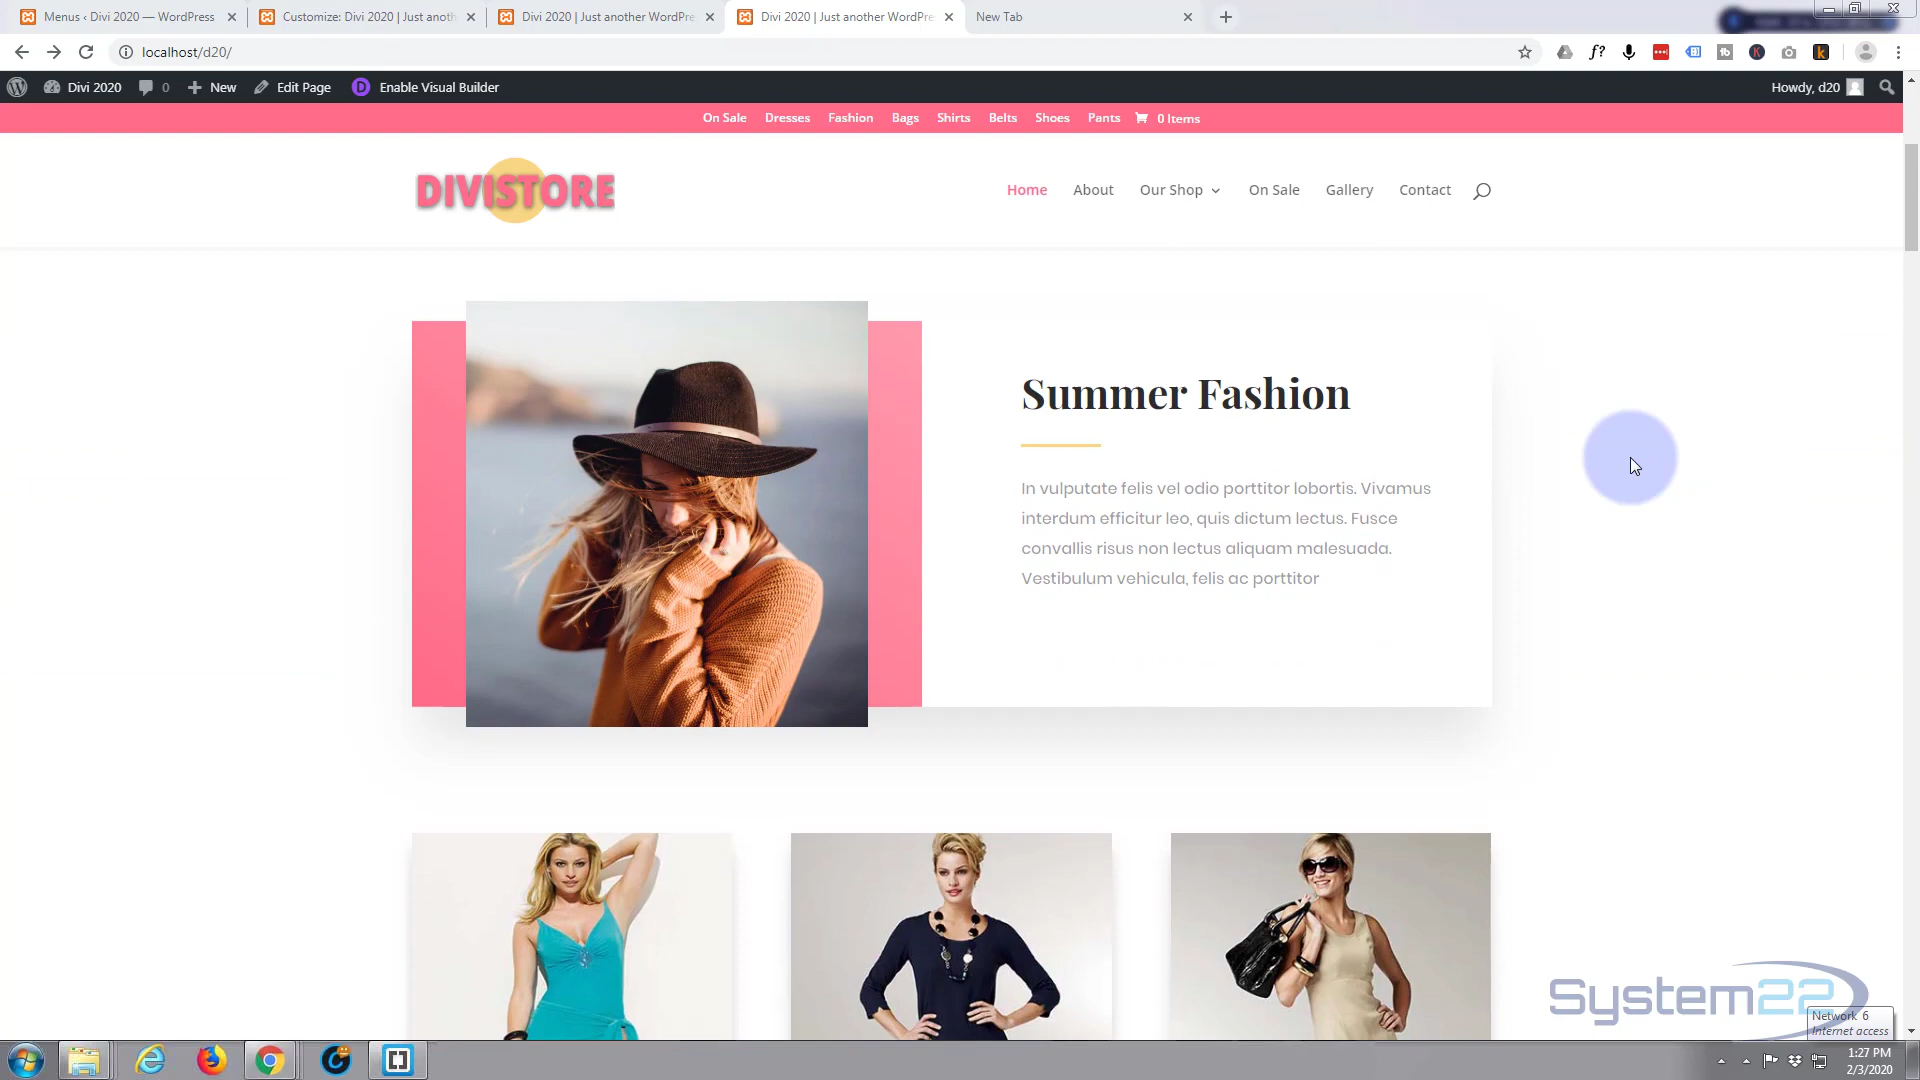 Menus ‹ Divi 2020 — WordPress
Customize: Divi 2020 | Just anoth
Divi 2020 | Just another WordPre
Divi 2020 | Just another WordPre
New Tab
localhost/d20/
Divi 2020
0
New
Edit Page
Enable Visual Builder
Howdy, d20
On Sale
Dresses
Fashion
Bags
Shirts
Belts
Shoes
Pants
0 Items
DIVISTORE
Home
About
Our Shop
On Sale
Gallery
Contact
Summer Fashion
In vulputate felis vel odio porttitor lobortis. Vivamus
interdum efficitur leo, quis dictum lectus. Fusce
convallis risus non lectus aliquam malesuada.
Vestibulum vehicula, felis ac porttitor
System22
Network 6
Internet access
1:27 PM
2/3/2020